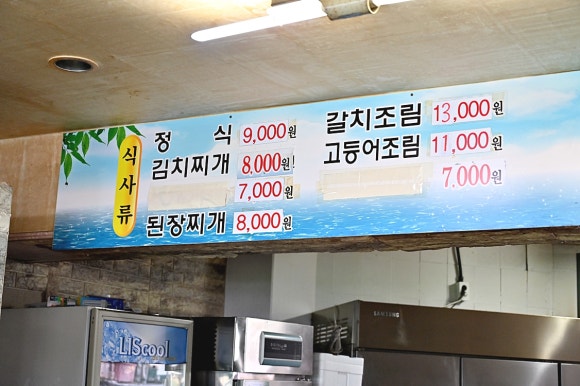 식사류
정 식 9,000원
김치찌개 8,000원
7,000원
된장찌개 8,000원
갈치조림 13,000원
고등어조림 11,000원
7,000원
LIScool
SAMSUNG